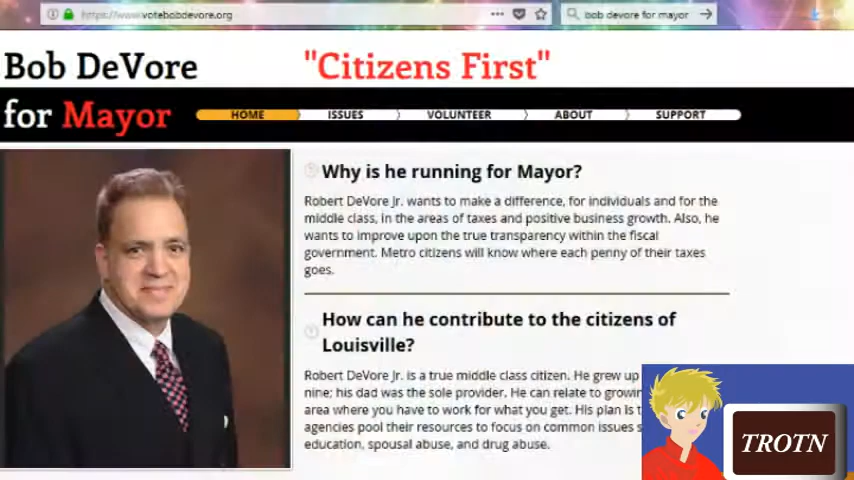 https://www.votebobdevore.org
bob devore for mayor
Bob DeVore
"Citizens First"
for Mayor
HOME
ISSUES
VOLUNTEER
ABOUT
SUPPORT
Why is he running for Mayor?
Robert DeVore Jr. wants to make a difference, for individuals and for the
middle class, in the areas of taxes and positive business growth. Also, he
wants to improve upon the true transparency within the fiscal
government. Metro citizens will know where each penny of their taxes
goes.
How can he contribute to the citizens of
Louisville?
Robert DeVore Jr. is a true middle class citizen. He grew up
nine; his dad was the sole provider. He can relate to
area where you have to work for what you get. His plan is
agencies pool their resources to focus on common issues
education, spousal abuse, and drug abuse.
TROTN